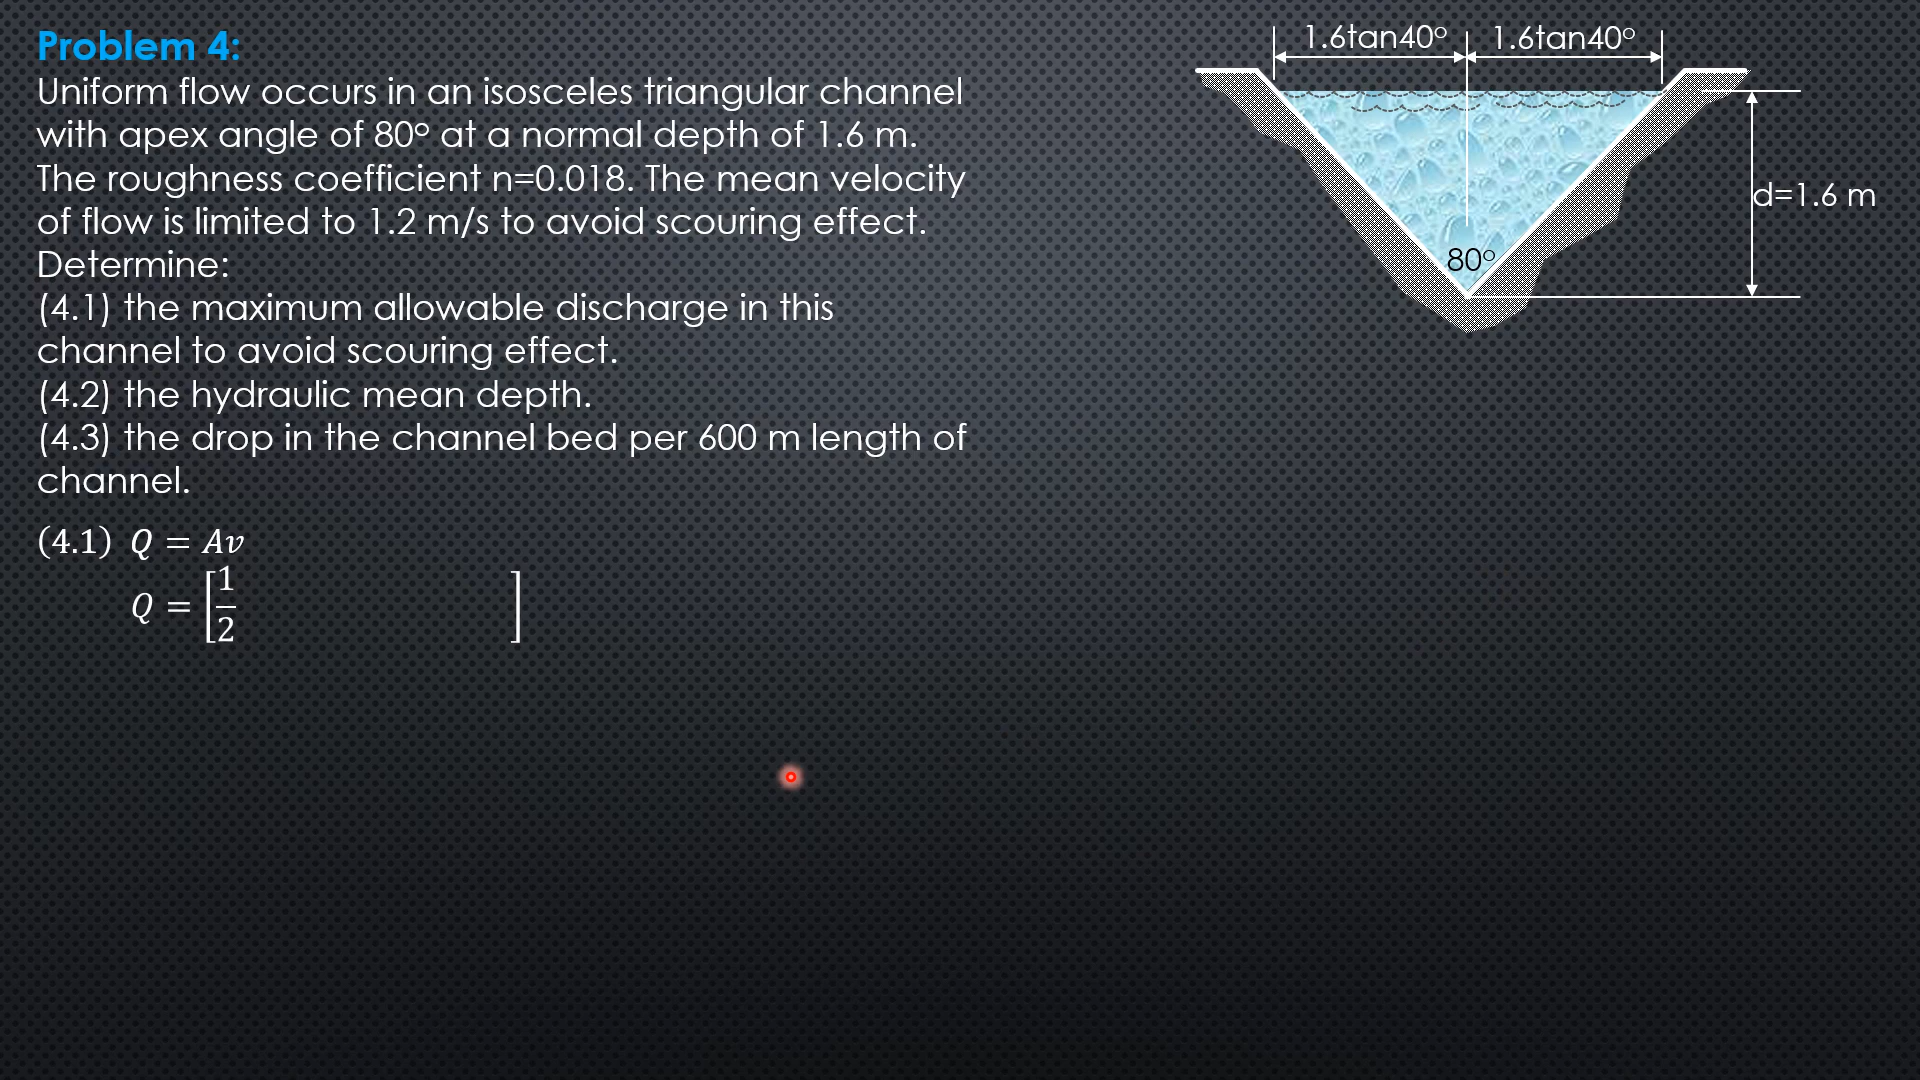 Problem 4:
Uniform flow occurs in an isosceles triangular channel
with apex angle of 80º at a normal depth of 1.6 m.
The roughness coefficient n=0.018. The mean velocity
of flow is limited to 1.2 m/s to avoid scouring effect.
Determine:
(4.1) the maximum allowable discharge in this
channel to avoid scouring effect.
(4.2) the hydraulic mean depth.
(4.3) the drop in the channel bed per 600 m length of
channel.
(4.1) Q = Av
Q = [1/2 ]
1.6tan40º 1.6tan40º
d=1.6 m
80º